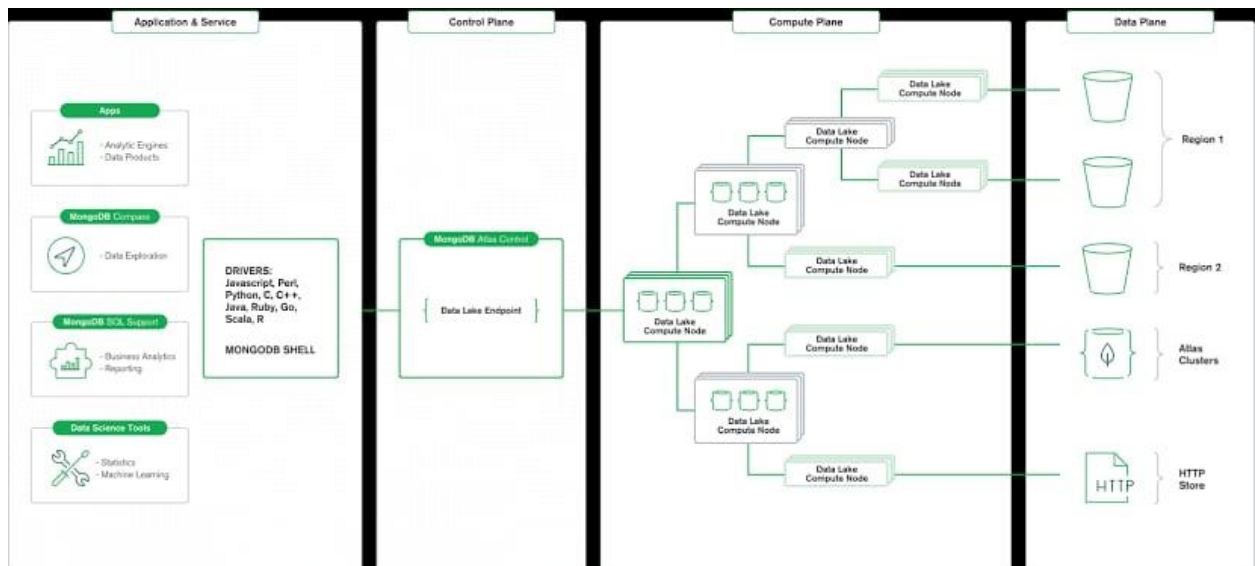 Application & Service
Control Plane
Compute Plane
Data Plane
Apps
- Analytic Engines
- Data Products
MongoDB Compass
- Data Exploration
MongoDB SQL Support
- Business Analytics
- Reporting
Data Science Tools
- Statistics
- Machine Learning
DRIVERS:
Javascript, Perl,
Python, C, C++,
Java, Ruby, Go,
Scala, R
MONGODB SHELL
MongoDB Atlas Control
Data Lake Endpoint
Data Lake
Compute Node
Data Lake
Compute Node
Data Lake
Compute Node
Data Lake
Compute Node
Data Lake
Compute Node
Data Lake
Compute Node
Data Lake
Compute Node
Data Lake
Compute Node
Data Lake
Compute Node
Region 1
Region 2
Atlas
Clusters
HTTP
HTTP
Store